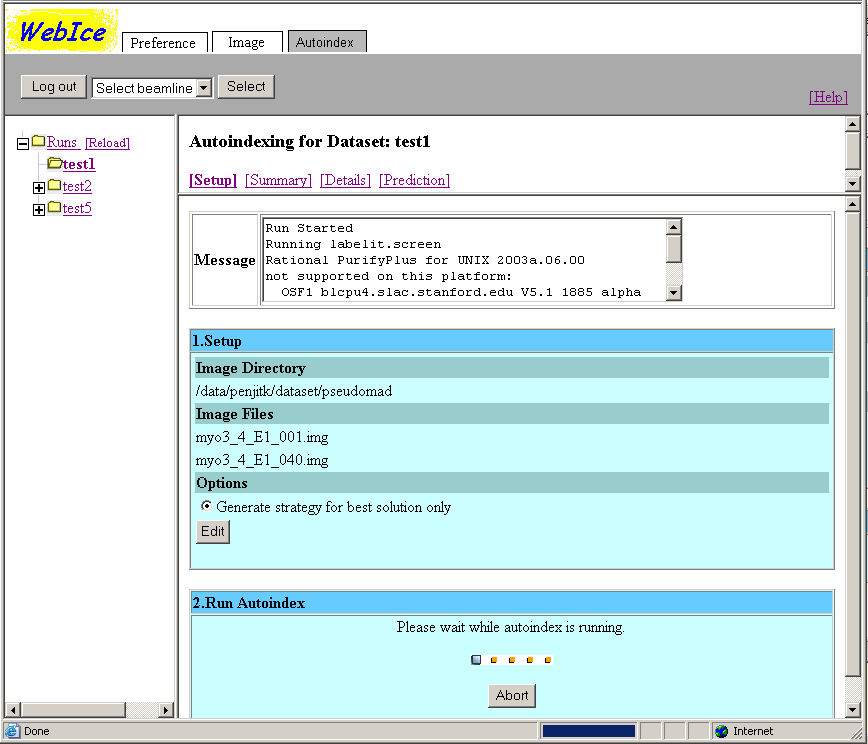 WebIce
Preference
Image
Autoindex
Log out
Select beamline
Select
[Help]
Runs [Reload]
test1
test2
test5
Autoindexing for Dataset: test1
[Setup] [Summary] [Details] [Prediction]
Message
Run Started
Running labelit.screen
Rational PurifyPlus for UNIX 2003a.06.00
not supported on this platform:
OSF1 blcpu4.slac.stanford.edu V5.1 1885 alpha
1.Setup
Image Directory
/data/penjitk/dataset/pseudomad
Image Files
myo3_4_E1_001.img
myo3_4_E1_040.img
Options
Generate strategy for best solution only
Edit
2.Run Autoindex
Please wait while autoindex is running.
Abort
Done
Internet